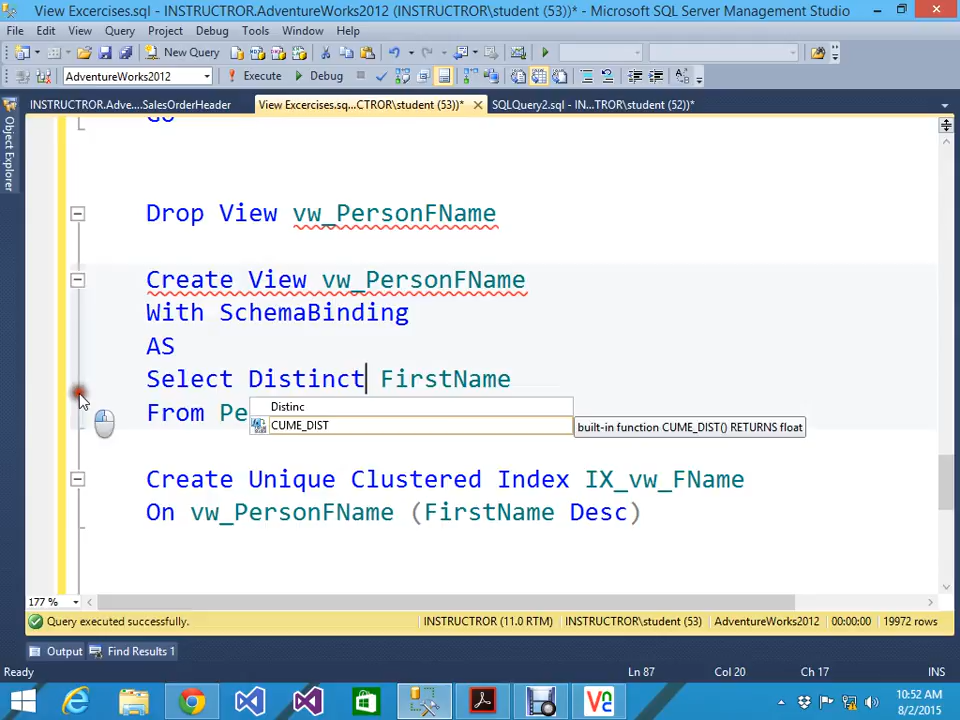 View Excercises.sql - INSTRUCTROR.AdventureWorks2012 (INSTRUCTROR\student (53))* - Microsoft SQL Server Management Studio
File Edit View Query Project Debug Tools Window Help
New Query
AdventureWorks2012 Execute Debug
INSTRUCTROR.Adve....SalesOrderHeader View Excercises.sq...CTROR\student (53))* SQLQuery2.sql - IN...TROR\student (52))*
Object Explorer
Go
Drop View vw_PersonFName
Create View vw_PersonFName
With SchemaBinding
AS
Select Distinct FirstName
From Pe
Distinc
CUME_DIST
built-in function CUME_DIST() RETURNS float
Create Unique Clustered Index IX_vw_FName
On vw_PersonFName (FirstName Desc)
177 %
Query executed successfully. INSTRUCTROR (11.0 RTM) INSTRUCTROR\student (53) AdventureWorks2012 00:00:00 19972 rows
Output Find Results 1
Ready Ln 87 Col 20 Ch 17 INS
10:52 AM
8/2/2015